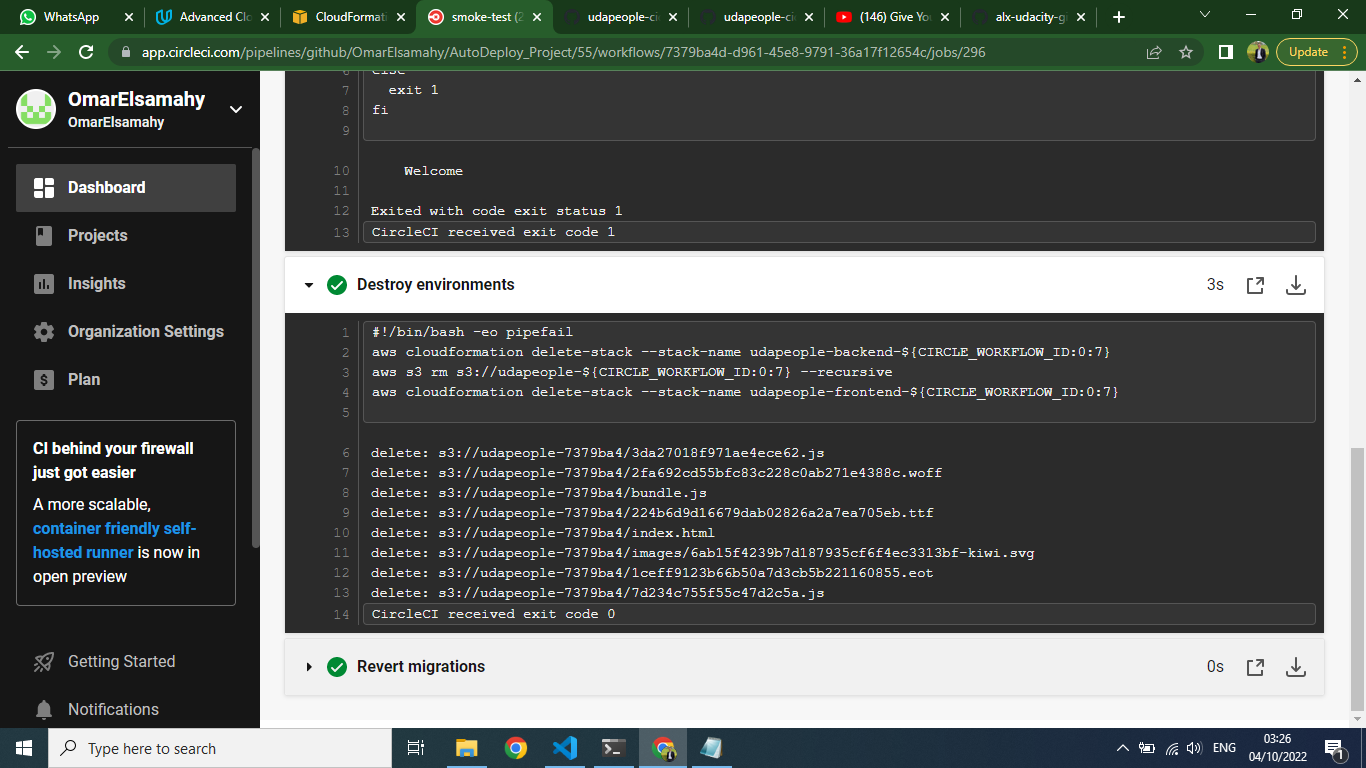 WhatsApp
Advanced Clo
CloudFormati
smoke-test (2
udapeople-ci
udapeople-ci
(146) Give Yo
alx-udacity-gi
app.circleci.com/pipelines/github/OmarElsamahy/AutoDeploy_Project/55/workflows/7379ba4d-d961-45e8-9791-36a17f12654c/jobs/296
Update
OmarElsamahy
OmarElsamahy
Dashboard
Projects
Insights
Organization Settings
Plan
CI behind your firewall
just got easier
A more scalable,
container friendly self-
hosted runner is now in
open preview
Getting Started
Notifications
6 else
7 exit 1
8 fi
9
10 Welcome
11
12 Exited with code exit status 1
13 CircleCI received exit code 1
Destroy environments
3s
1 #!/bin/bash -eo pipefail
2 aws cloudformation delete-stack --stack-name udapeople-backend-${CIRCLE_WORKFLOW_ID:0:7}
3 aws s3 rm s3://udapeople-${CIRCLE_WORKFLOW_ID:0:7} --recursive
4 aws cloudformation delete-stack --stack-name udapeople-frontend-${CIRCLE_WORKFLOW_ID:0:7}
5
6 delete: s3://udapeople-7379ba4/3da27018f971ae4ece62.js
7 delete: s3://udapeople-7379ba4/2fa692cd55bfc83c228c0ab271e4388c.woff
8 delete: s3://udapeople-7379ba4/bundle.js
9 delete: s3://udapeople-7379ba4/224b6d9d16679dab02826a2a7ea705eb.ttf
10 delete: s3://udapeople-7379ba4/index.html
11 delete: s3://udapeople-7379ba4/images/6ab15f4239b7d187935cf6f4ec3313bf-kiwi.svg
12 delete: s3://udapeople-7379ba4/1ceff9123b66b50a7d3cb5b221160855.eot
13 delete: s3://udapeople-7379ba4/7d234c755f55c47d2c5a.js
14 CircleCI received exit code 0
Revert migrations
0s
Type here to search
ENG
03:26
04/10/2022
1